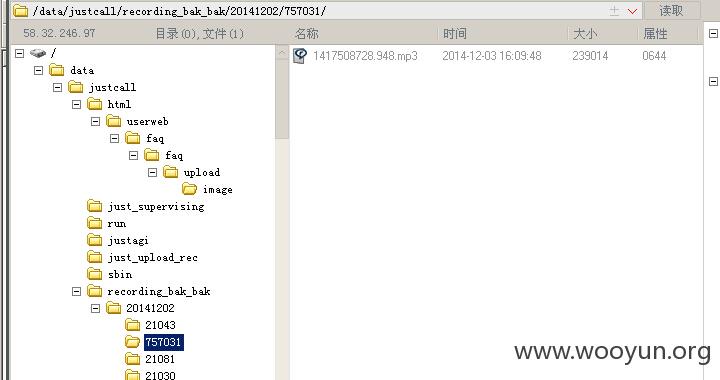 /data/justcall/recording_bak_bak/20141202/757031/ 读取
58.32.246.97 目录(0),文件(1) 名称 时间 大小 属性
/
1417508728.948.mp3 2014-12-03 16:09:48 239014 0644
data
justcall
html
userweb
faq
faq
upload
image
just_supervising
run
justagi
just_upload_rec
sbin
recording_bak_bak
20141202
21043
757031
21081
21030
www.wooyun.org